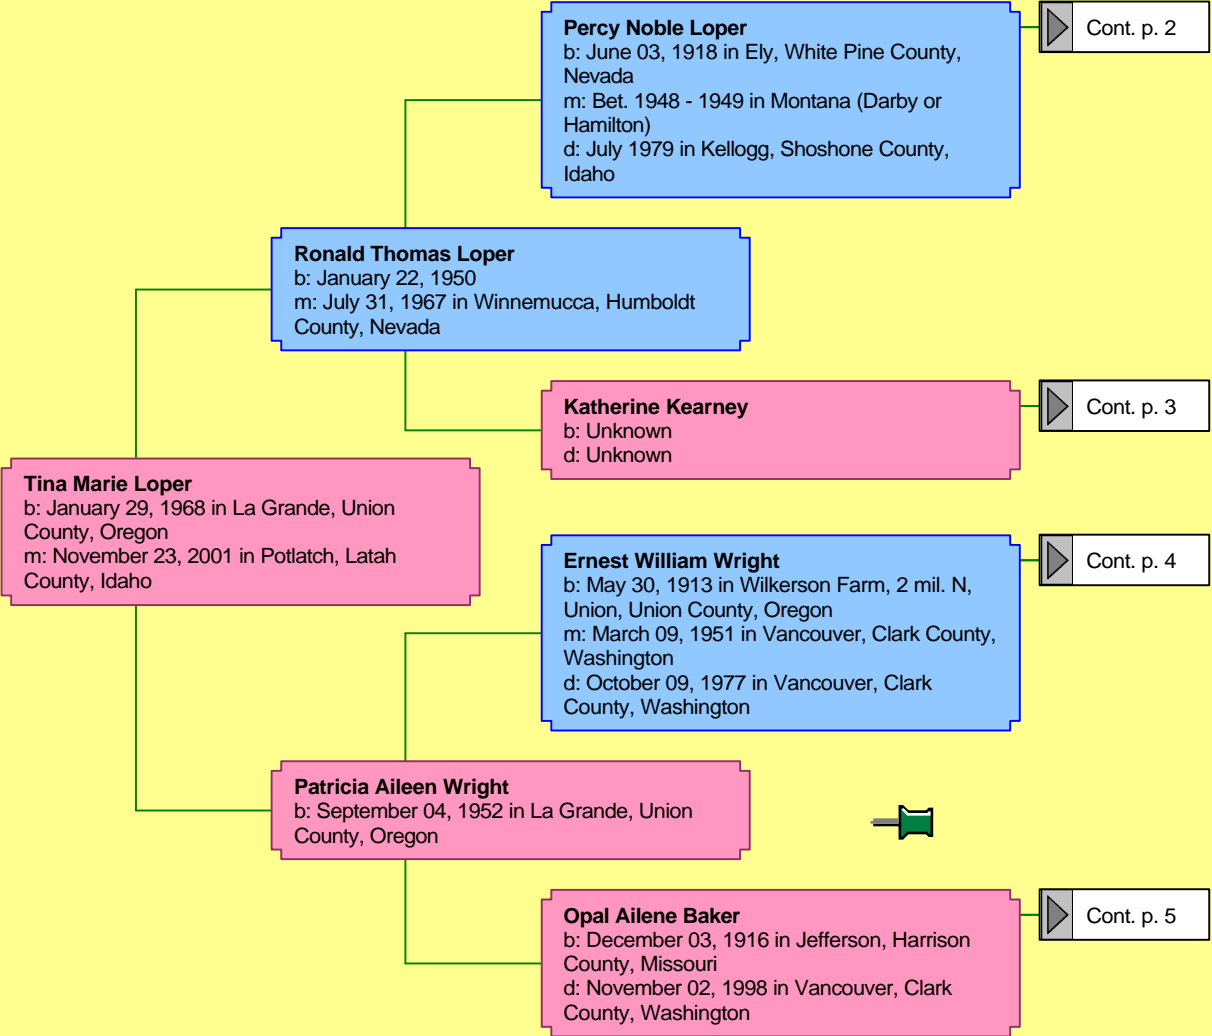 Percy Noble Loper
b: June 03, 1918 in Ely, White Pine County,
Nevada
m: Bet. 1948 - 1949 in Montana (Darby or
Hamilton)
d: July 1979 in Kellogg, Shoshone County,
Idaho
Cont. p. 2
Ronald Thomas Loper
b: January 22, 1950
m: July 31, 1967 in Winnemucca, Humboldt
County, Nevada
Katherine Kearney
b: Unknown
d: Unknown
Cont. p. 3
Tina Marie Loper
b: January 29, 1968 in La Grande, Union
County, Oregon
m: November 23, 2001 in Potlatch, Latah
County, Idaho
Ernest William Wright
b: May 30, 1913 in Wilkerson Farm, 2 mil. N,
Union, Union County, Oregon
m: March 09, 1951 in Vancouver, Clark County,
Washington
d: October 09, 1977 in Vancouver, Clark
County, Washington
Cont. p. 4
Patricia Aileen Wright
b: September 04, 1952 in La Grande, Union
County, Oregon
Opal Ailene Baker
b: December 03, 1916 in Jefferson, Harrison
County, Missouri
d: November 02, 1998 in Vancouver, Clark
County, Washington
Cont. p. 5